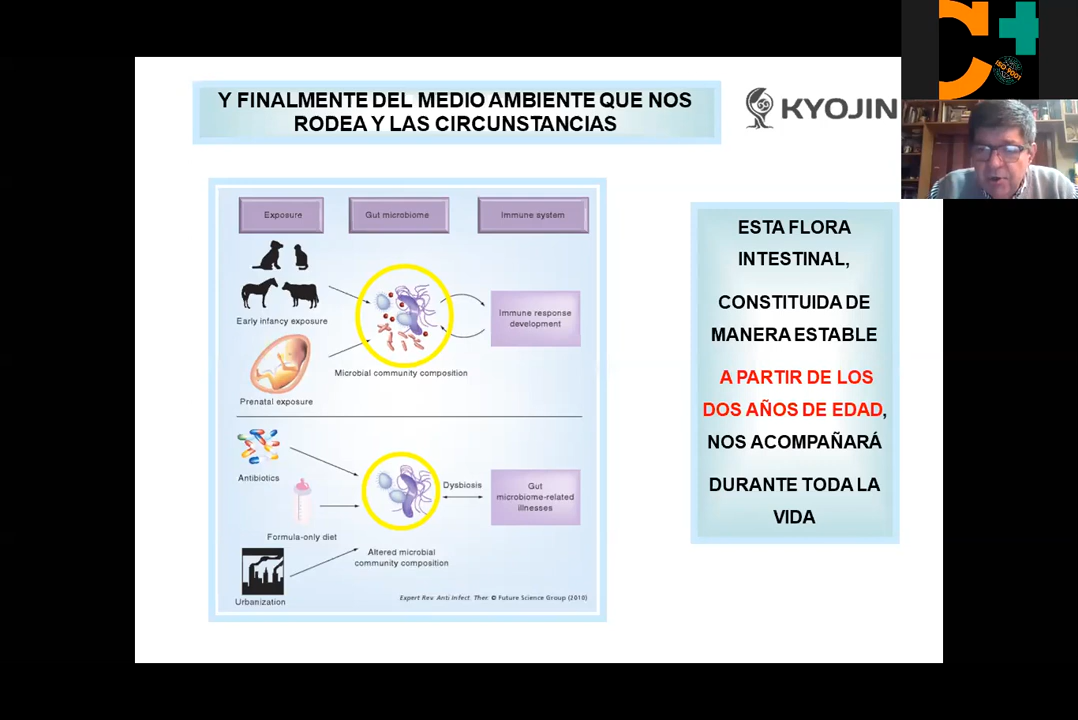 Y FINALMENTE DEL MEDIO AMBIENTE QUE NOS
RODEA Y LAS CIRCUNSTANCIAS
KYOJIN
C+
ISO 9001
Exposure
Gut microbiome
Immune system
Early infancy exposure
Immune response
development
Microbial community composition
Prenatal exposure
Antibiotics
Dysbiosis
Gut
microbiome-related
illnesses
Formula-only diet
Altered microbial
community composition
Urbanization
Expert Rev. Anti Infect. Ther. © Future Science Group (2010)
ESTA FLORA
INTESTINAL,
CONSTITUIDA DE
MANERA ESTABLE
A PARTIR DE LOS
DOS AÑOS DE EDAD,
NOS ACOMPAÑARÁ
DURANTE TODA LA
VIDA